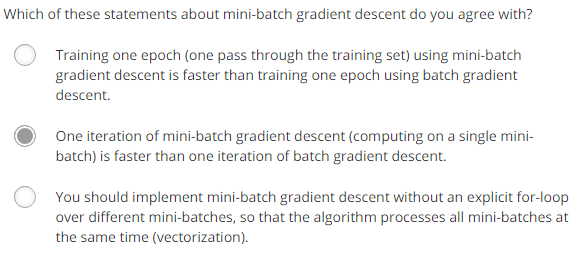 Which of these statements about mini-batch gradient descent do you agree with?
Training one epoch (one pass through the training set) using mini-batch
gradient descent is faster than training one epoch using batch gradient
descent.
One iteration of mini-batch gradient descent (computing on a single mini-
batch) is faster than one iteration of batch gradient descent.
You should implement mini-batch gradient descent without an explicit for-loop
over different mini-batches, so that the algorithm processes all mini-batches at
the same time (vectorization).